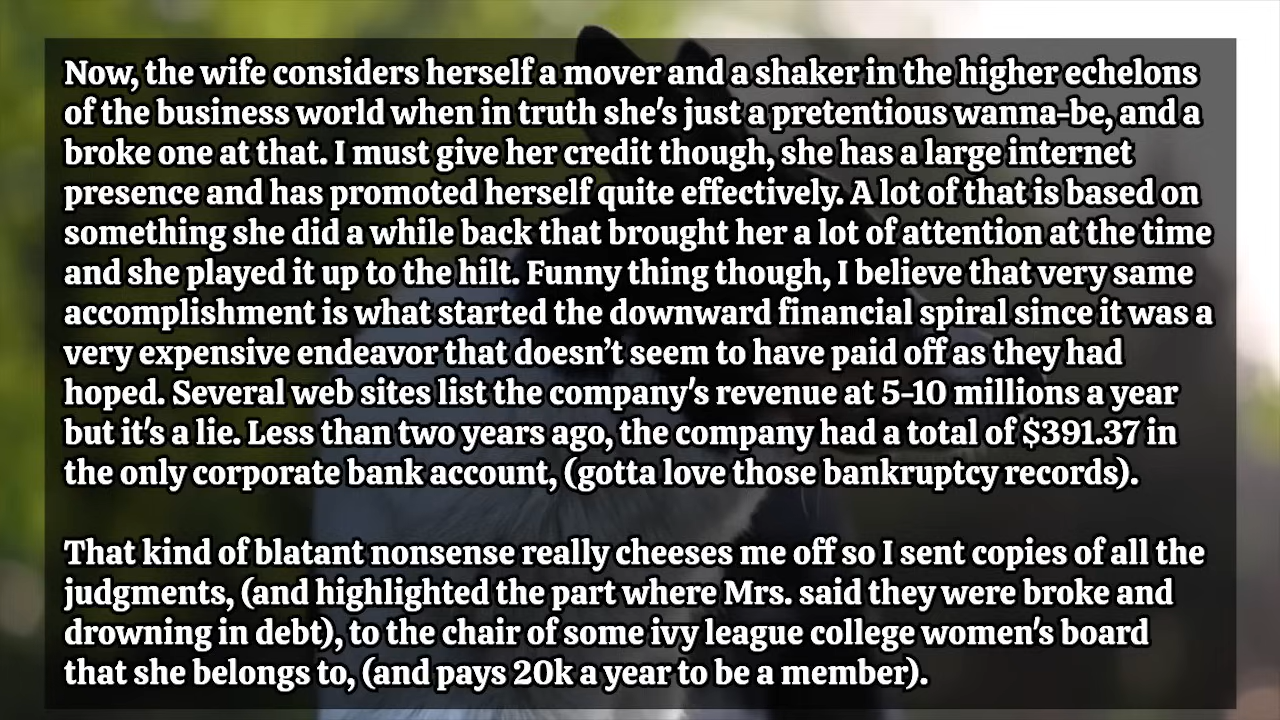 Now, the wife considers herself a mover and a shaker in the higher echelons
of the business world when in truth she's just a pretentious wanna-be, and a
broke one at that. I must give her credit though, she has a large internet
presence and has promoted herself quite effectively. A lot of that is based on
something she did a while back that brought her a lot of attention at the time
and she played it up to the hilt. Funny thing though, I believe that very same
accomplishment is what started the downward financial spiral since it was a
very expensive endeavor that doesn’t seem to have paid off as they had
hoped. Several web sites list the company's revenue at 5-10 millions a year
but it's a lie. Less than two years ago, the company had a total of $391.37 in
the only corporate bank account, (gotta love those bankruptcy records).
That kind of blatant nonsense really cheeses me off so I sent copies of all the
judgments, (and highlighted the part where Mrs. said they were broke and
drowning in debt), to the chair of some ivy league college women's board
that she belongs to, (and pays 20k a year to be a member).